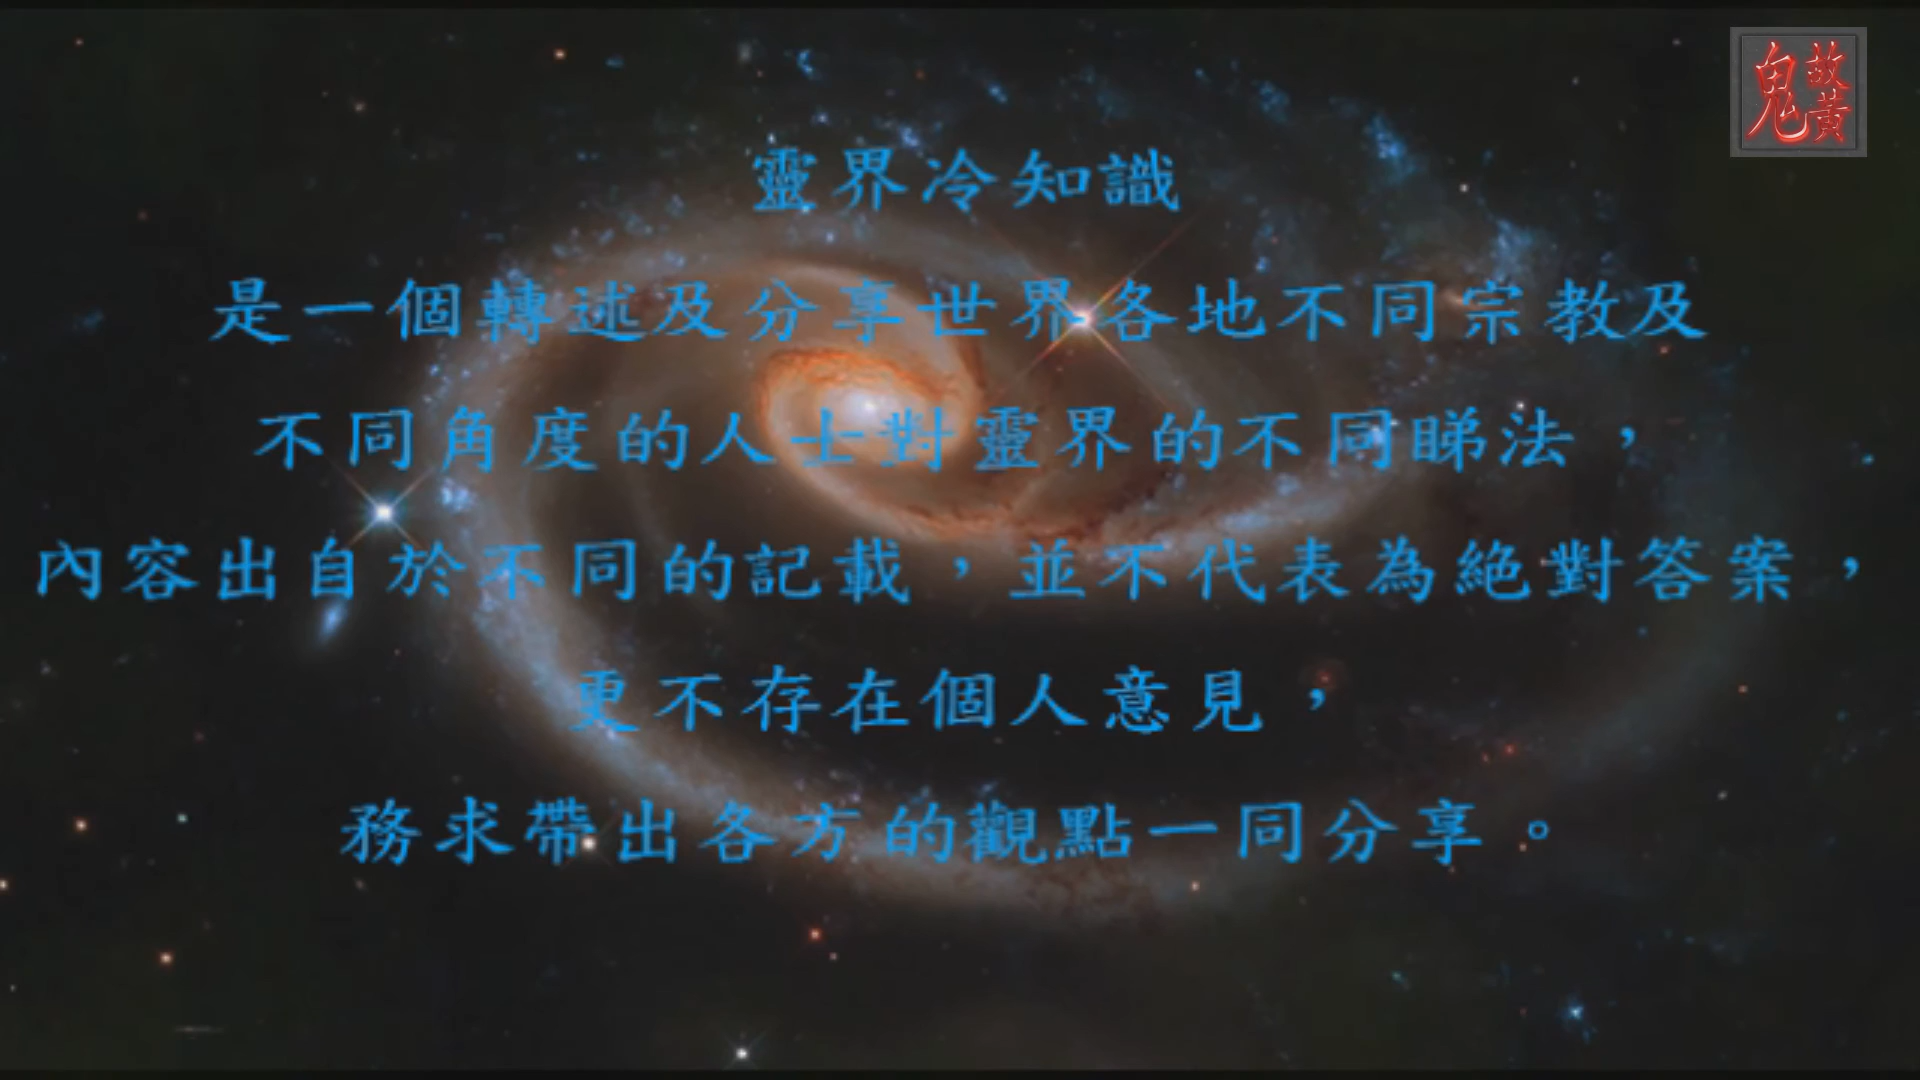 鬼故黃
靈界冷知識
是一個轉述及分享世界各地不同宗教及
不同角度的人士對靈界的不同睇法，
內容出自於不同的記載，並不代表為絕對答案，
更不存在個人意見，
務求帶出各方的觀點一同分享。